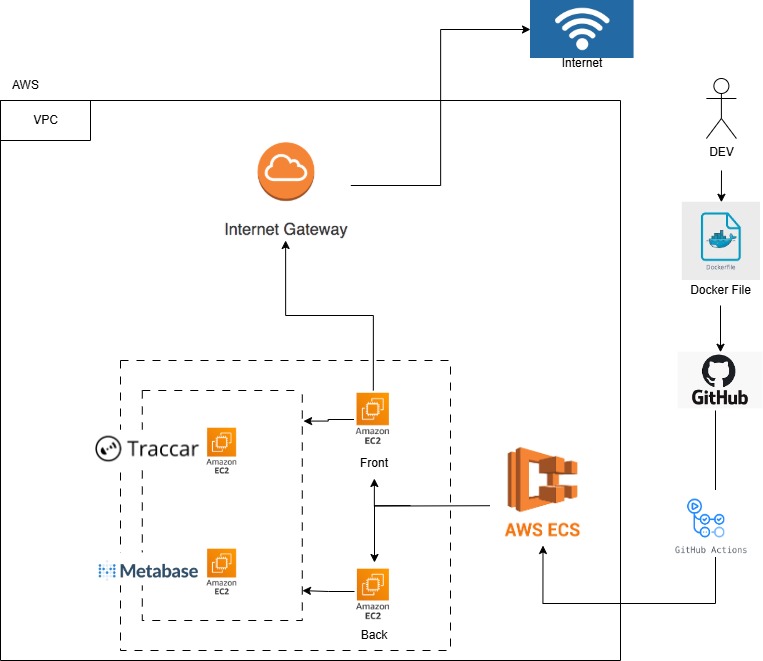 Internet
AWS
VPC
DEV
Internet Gateway
Dockerfile
Docker File
GitHub
Amazon
EC2
Front
Traccar
Amazon
EC2
AWS ECS
GitHub Actions
Metabase
Amazon
EC2
Amazon
EC2
Back